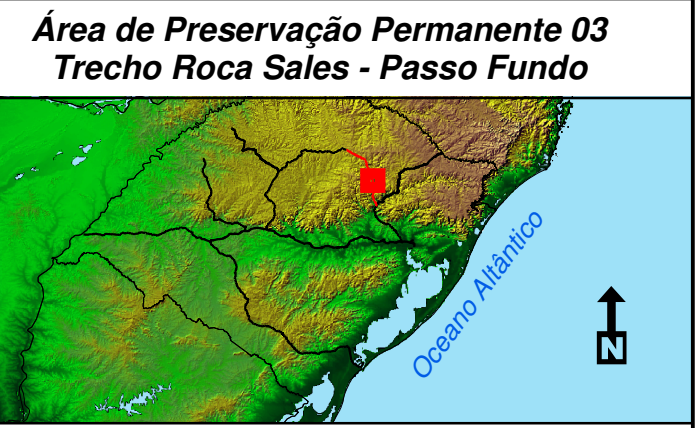 Área de Preservação Permanente 03
Trecho Roca Sales - Passo Fundo
Oceano Altântico
N